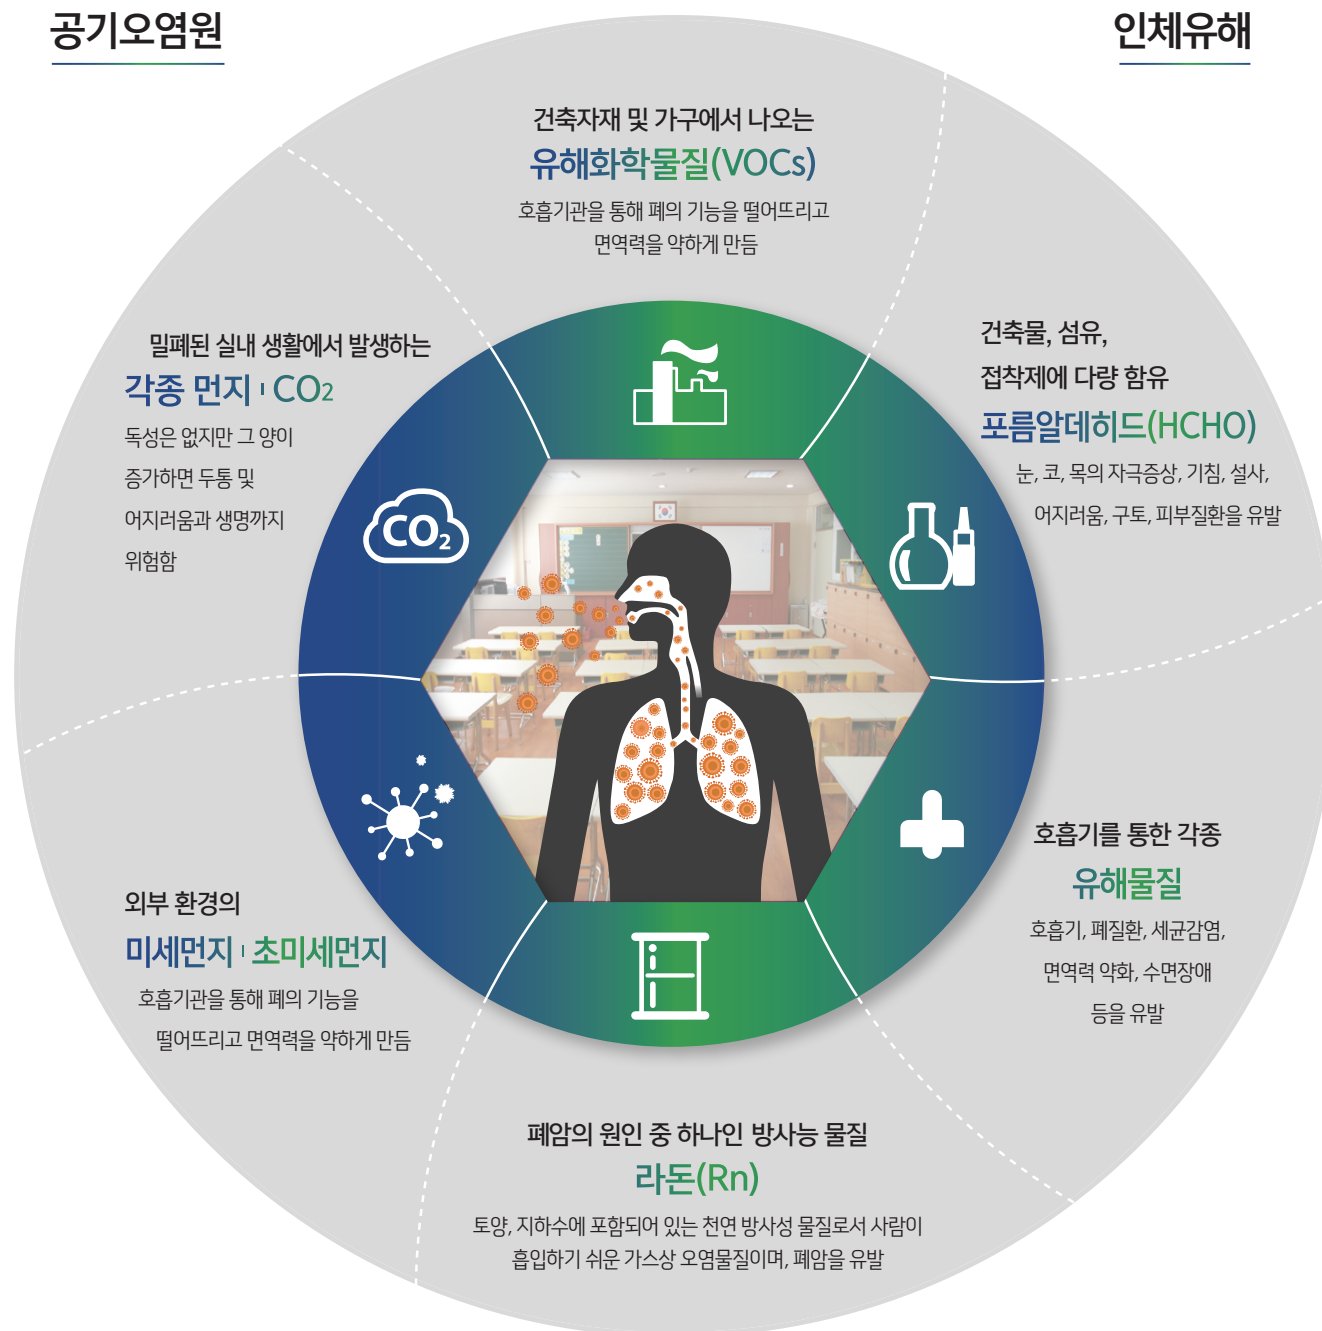 공기오염원
인체유해
건축자재 및 가구에서 나오는
유해화학물질(VOCs)
호흡기관을 통해 폐의 기능을 떨어뜨리고
면역력을 약하게 만듬
밀폐된 실내 생활에서 발생하는
각종 먼지 | CO2
독성은 없지만 그 양이
증가하면 두통 및
어지러움과 생명까지
위험함
건축물, 섬유,
접착제에 다량 함유
포름알데히드(HCHO)
눈, 코, 목의 자극증상, 기침, 설사,
어지러움, 구토, 피부질환을 유발
CO2
외부 환경의
미세먼지 | 초미세먼지
호흡기관을 통해 폐의 기능을
떨어뜨리고 면역력을 약하게 만듬
호흡기를 통한 각종
유해물질
호흡기, 폐질환, 세균감염,
면역력 약화, 수면장애
등을 유발
폐암의 원인 중 하나인 방사능 물질
라돈(Rn)
토양, 지하수에 포함되어 있는 천연 방사성 물질로서 사람이
흡입하기 쉬운 가스상 오염물질이며, 폐암을 유발